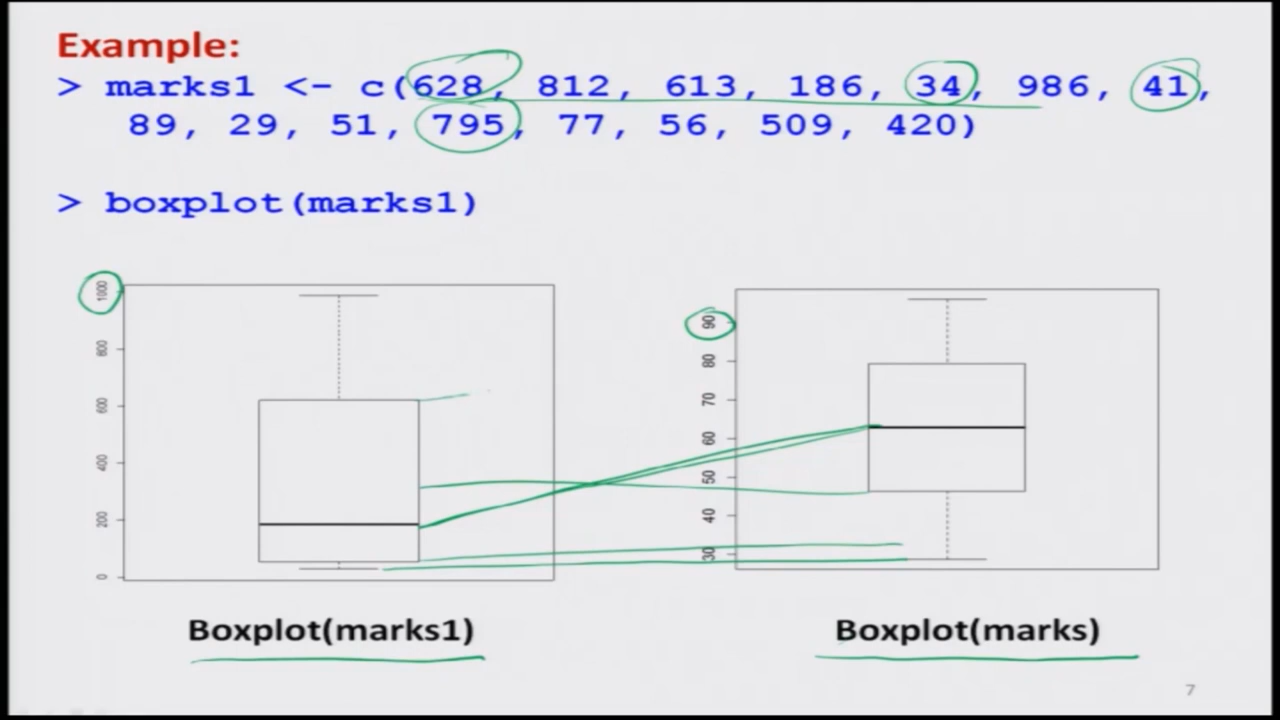 Example:
> marks1 <- c(628, 812, 613, 186, 34, 986, 41,
89, 29, 51, 795, 77, 56, 509, 420)
> boxplot(marks1)
1000
800
600
400
200
0
90
80
70
60
50
40
30
Boxplot(marks1)
Boxplot(marks)
7